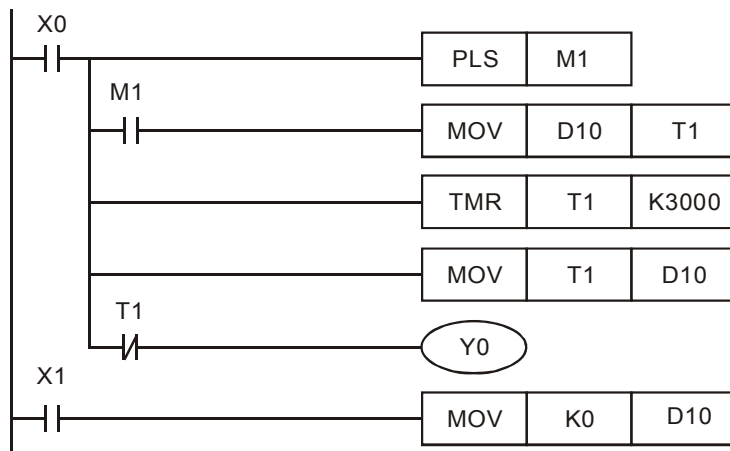 X0
PLS M1
M1
MOV D10 T1
TMR T1 K3000
MOV T1 D10
T1
Y0
X1
MOV K0 D10